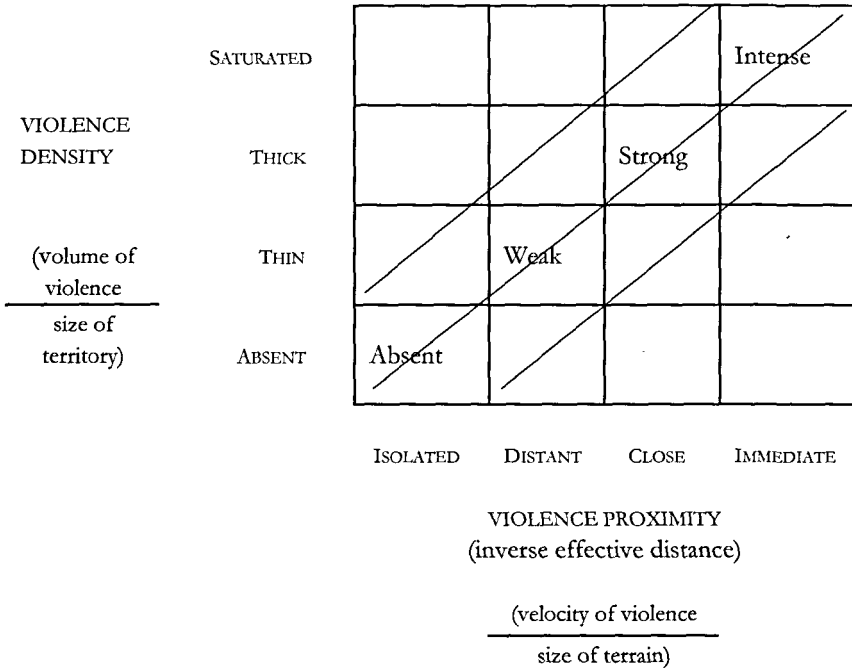 SATURATED
Intense
VIOLENCE
DENSITY
THICK
Strong
(volume of
violence
size of
territory)
THIN
Weak
ABSENT
Absent
ISOLATED
DISTANT
CLOSE
IMMEDIATE
VIOLENCE PROXIMITY
(inverse effective distance)
(velocity of violence
size of terrain)